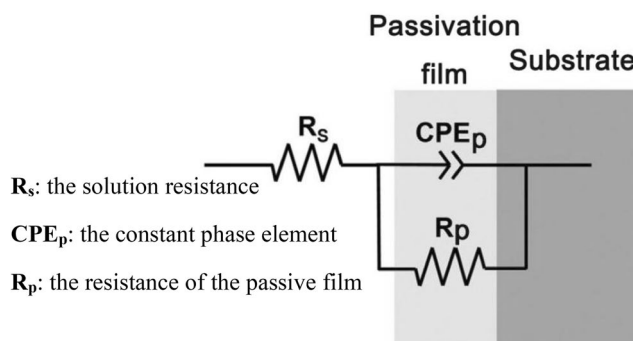 Passivation
film
Substrate
Rs
CPEp
Rs: the solution resistance
CPEp: the constant phase element
Rp
Rp: the resistance of the passive film